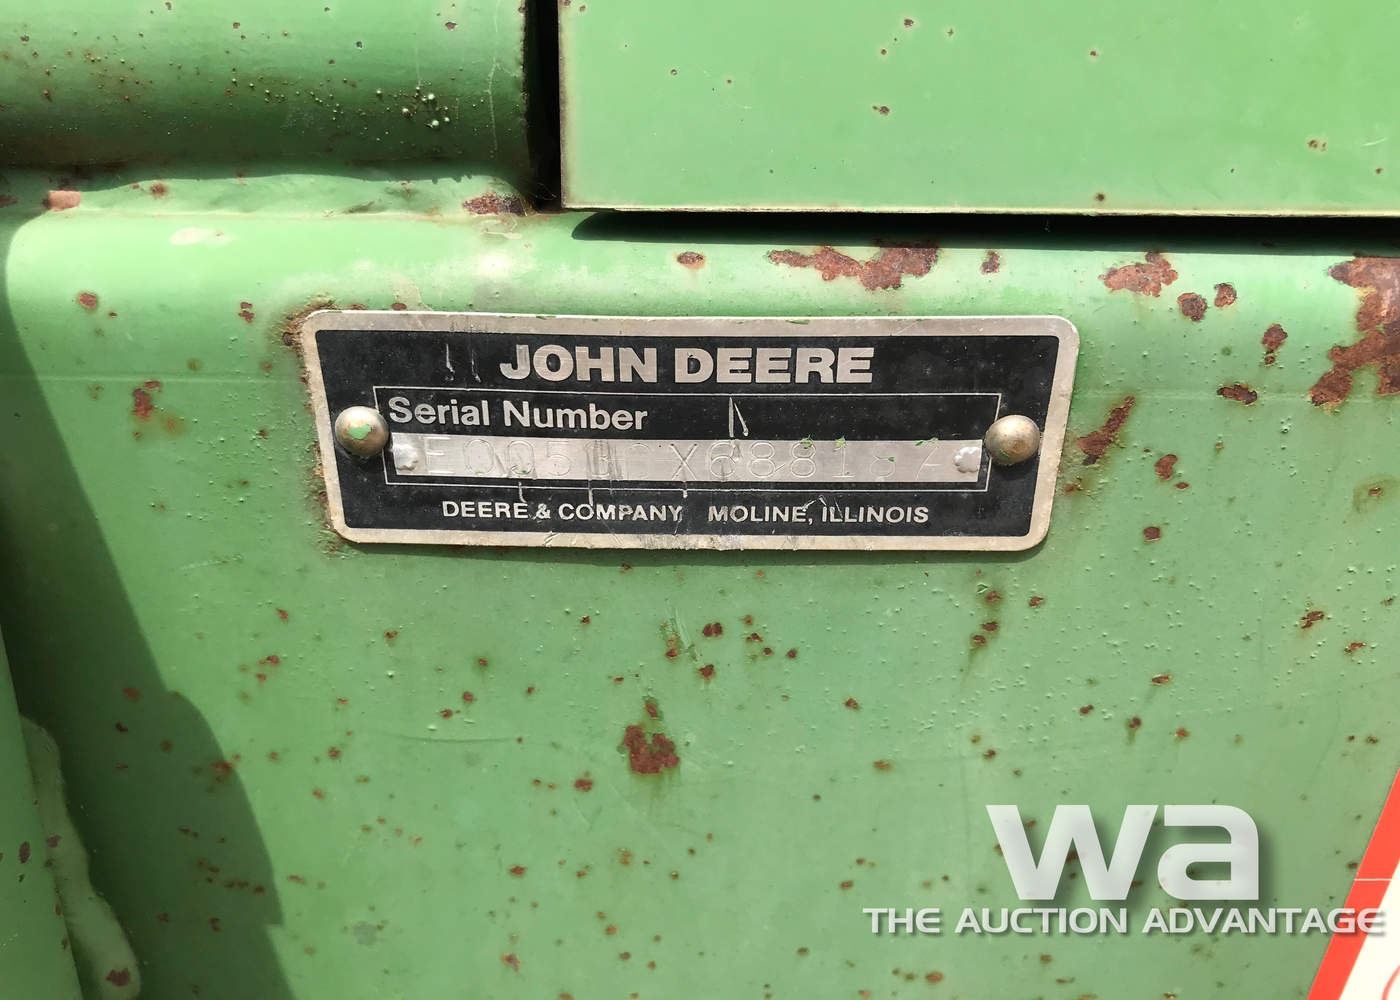 JOHN DEERE
Serial Number
DEERE & COMPANY MOLINE, ILLINOIS
wa
THE AUCTION ADVANTAGE